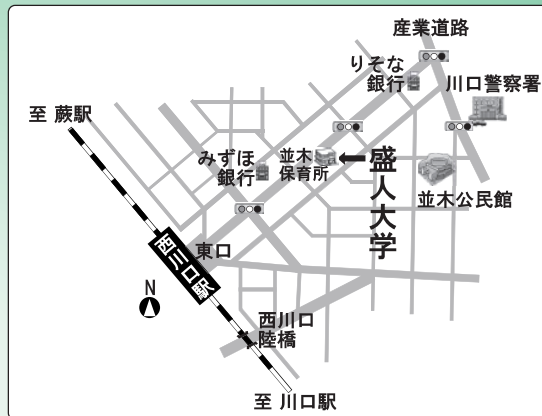 産業道路
りそな
銀行
川口警察署
至 蕨駅
みずほ
銀行
並木
保育所
盛人大学
並木公民館
東口
西川口駅
N
西川口
陸橋
至 川口駅